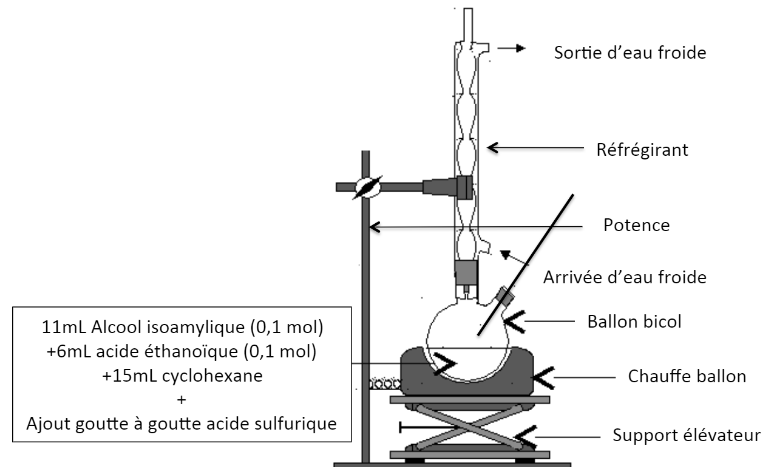 Sortie d'eau froide
Réfrégirant
Potence
Arrivée d'eau froide
Ballon bicol
Chauffe ballon
Support élévateur
11mL Alcool isoamylique (0,1 mol)
+6mL acide éthanoïque (0,1 mol)
+15mL cyclohexane
+
Ajout goutte à goutte acide sulfurique